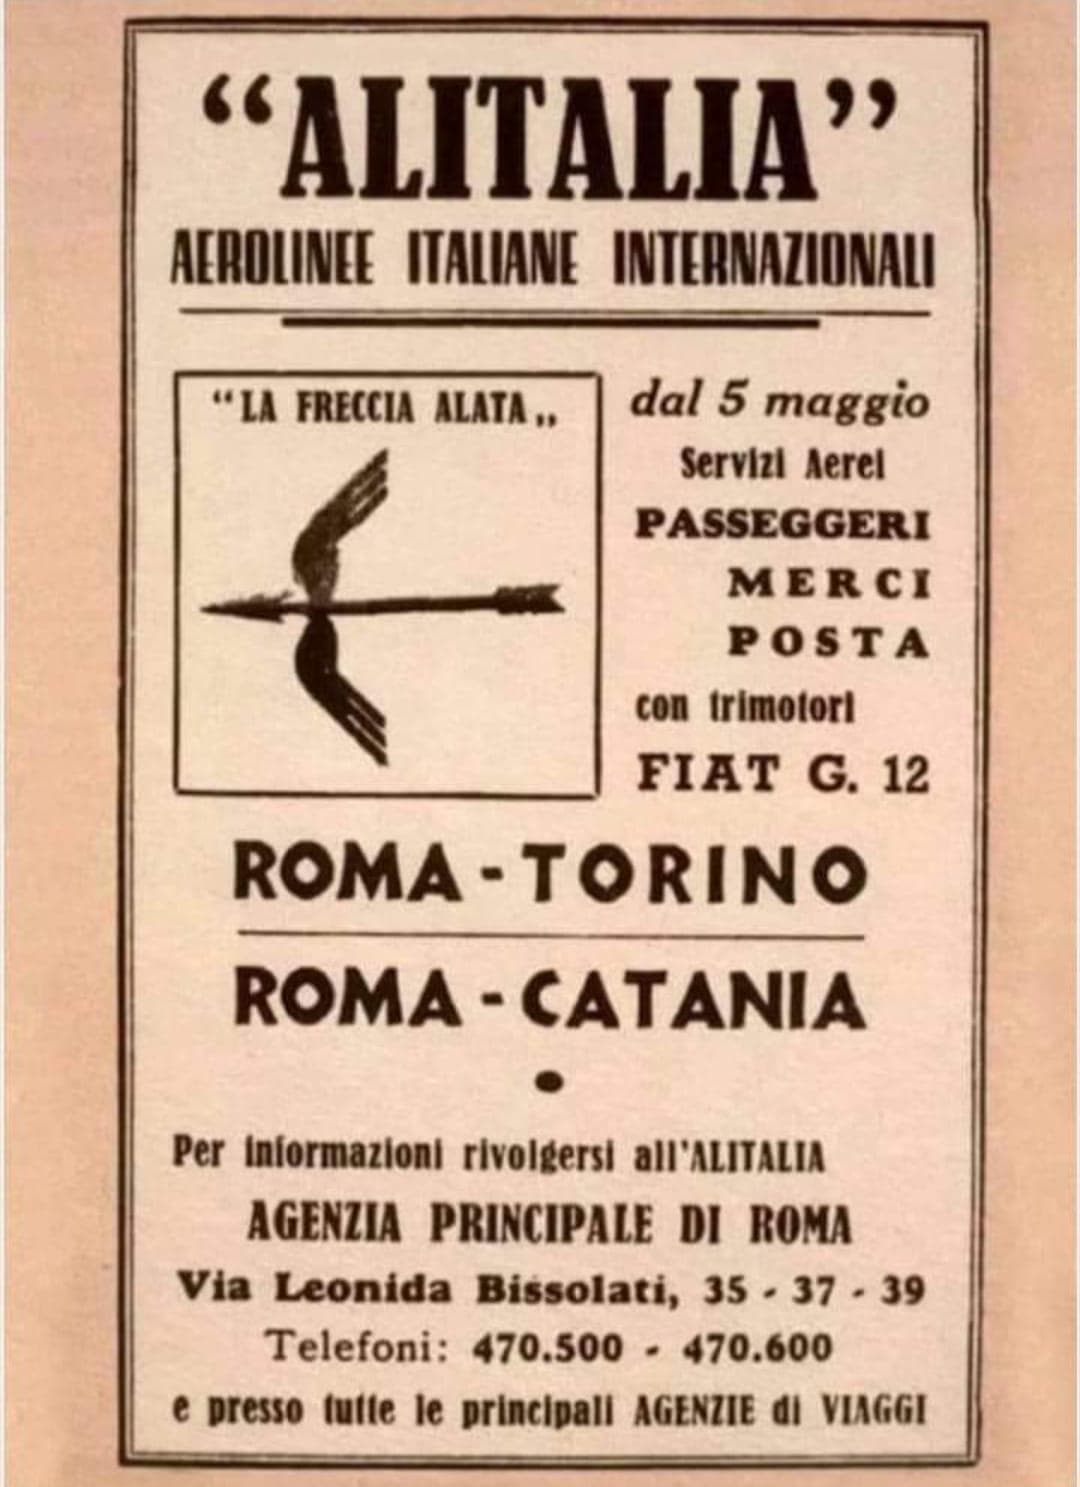 “ALITALIA”
AEROLINEE ITALIANE INTERNAZIONALI
“LA FRECCIA ALATA„
dal 5 maggio
Servizi Aerei
PASSEGGERI
MERCI
POSTA
con trimotori
FIAT G. 12
ROMA - TORINO
ROMA - CATANIA
•
Per informazioni rivolgersi all'ALITALIA
AGENZIA PRINCIPALE DI ROMA
Via Leonida Bissolati, 35 - 37 - 39
Telefoni: 470.500 - 470.600
e presso tutte le principali AGENZIE di VIAGGI